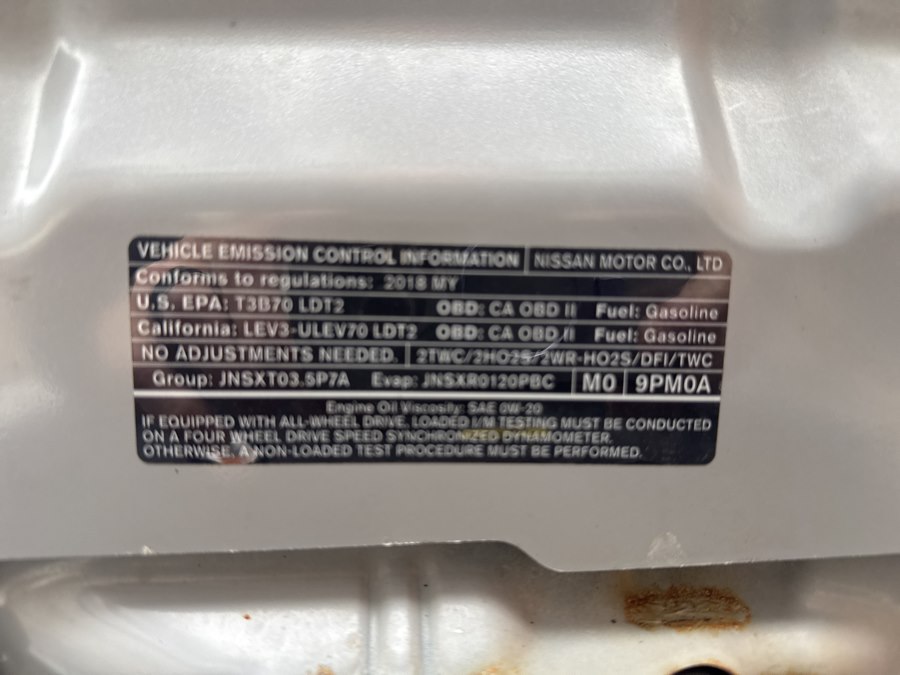 VEHICLE EMISSION CONTROL INFORMATION NISSAN MOTOR CO., LTD
Conforms to regulations: 2018 MY
U.S. EPA: T3B70 LDT2 OBD: CA OBD II Fuel: Gasoline
California: LEV3-ULEV70 LDT2 OBD: CA OBD II Fuel: Gasoline
NO ADJUSTMENTS NEEDED. 2TWC/2HO2S/2WR-HO2S/DFI/TWC
Group: JNSXT03.5P7A Evap: JNSXR0120PBC M0 9PM0A
Engine Oil Viscosity: SAE 0W-20
IF EQUIPPED WITH ALL-WHEEL DRIVE, LOADED I/M TESTING MUST BE CONDUCTED
ON A FOUR WHEEL DRIVE SPEED SYNCHRONIZED DYNAMOMETER.
OTHERWISE, A NON-LOADED TEST PROCEDURE MUST BE PERFORMED.